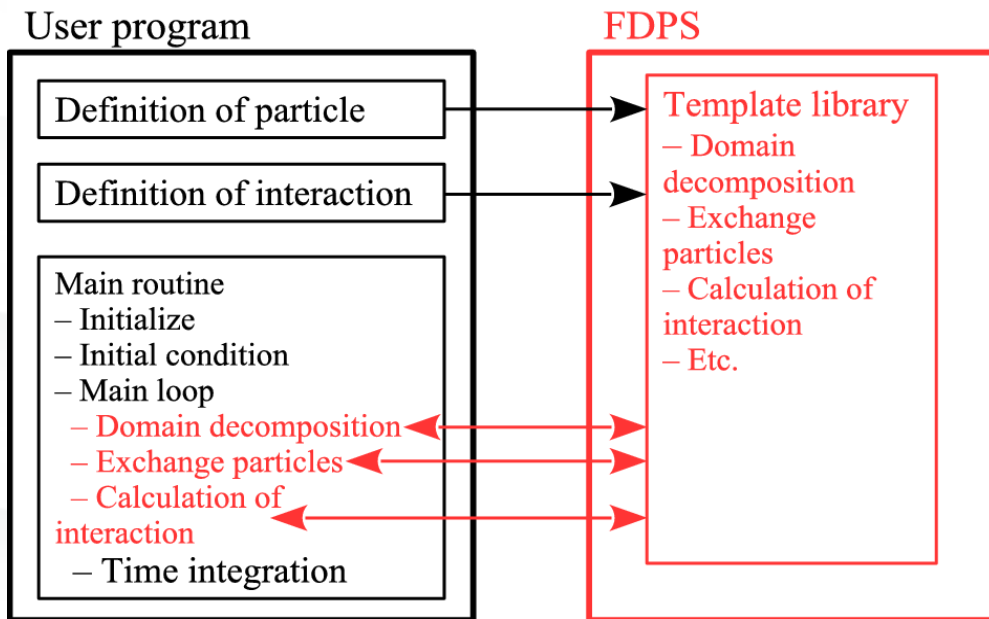 User program
Definition of particle
Definition of interaction
Main routine
– Initialize
– Initial condition
– Main loop
– Domain decomposition
– Exchange particles
– Calculation of
interaction
– Time integration
FDPS
Template library
– Domain
decomposition
– Exchange
particles
– Calculation of
interaction
– Etc.